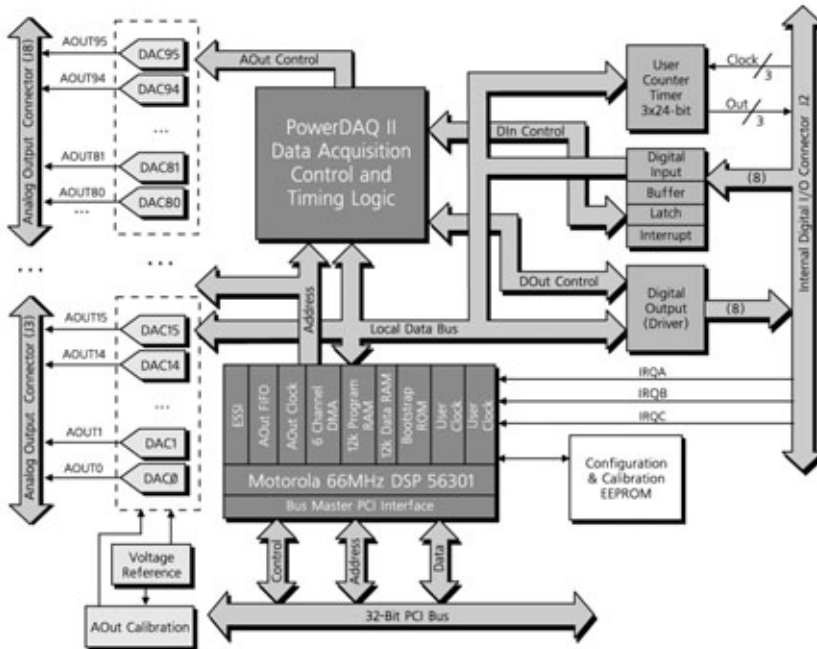 Analog Output Connector (J8)
AOUT95
DAC95
AOUT94
DAC94
...
AOUT81
DAC81
AOUT80
...
DAC80
AOut Control
PowerDAQ II
Data Acquisition
Control and
Timing Logic
DIn Control
DOut Control
User
Counter
Timer
3x24-bit
Clock
3
Out
3
Digital
Input
Buffer
Latch
Interrupt
(8)
Digital
Output
(Driver)
(8)
Internal Digital I/O Connector J2
...
...
Analog Output Connector (J3)
AOUT15
DAC15
AOUT14
DAC14
...
AOUT1
DAC1
AOUT0
DACØ
Address
Local Data Bus
ESSI
AOut FIFO
AOut Clock
6 Channel
DMA
12k Program
RAM
12k Data RAM
Bootstrap
ROM
User
Clock
User
Clock
Motorola 66MHz DSP 56301
Bus Master PCI Interface
IRQA
IRQB
IRQC
Configuration
& Calibration
EEPROM
Voltage
Reference
AOut Calibration
Control
Address
Data
32-Bit PCI Bus